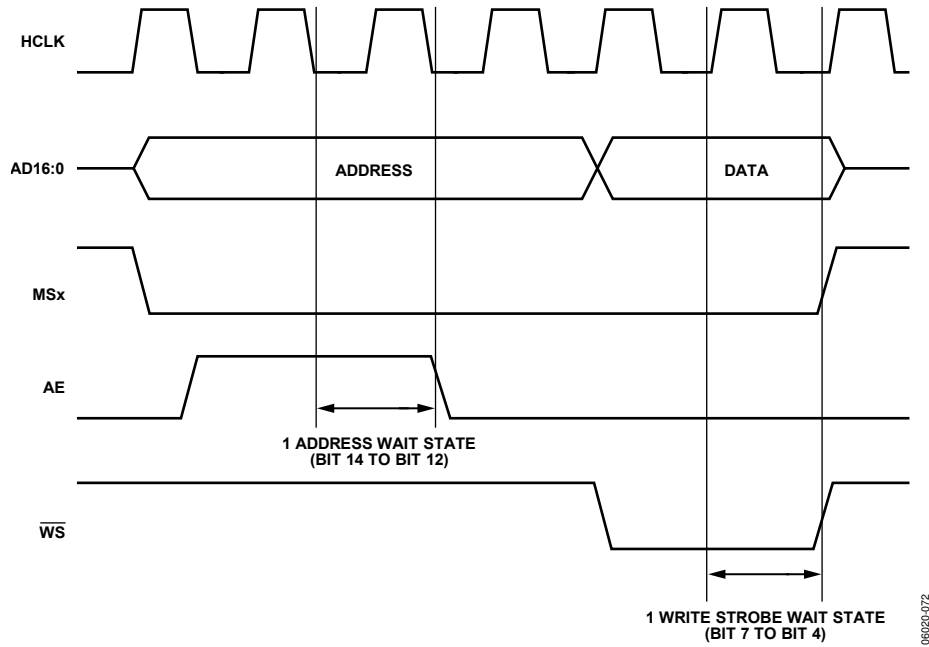 HCLK
AD16:0
ADDRESS
DATA
MSx
AE
1 ADDRESS WAIT STATE
(BIT 14 TO BIT 12)
WS
1 WRITE STROBE WAIT STATE
(BIT 7 TO BIT 4)
06020-072